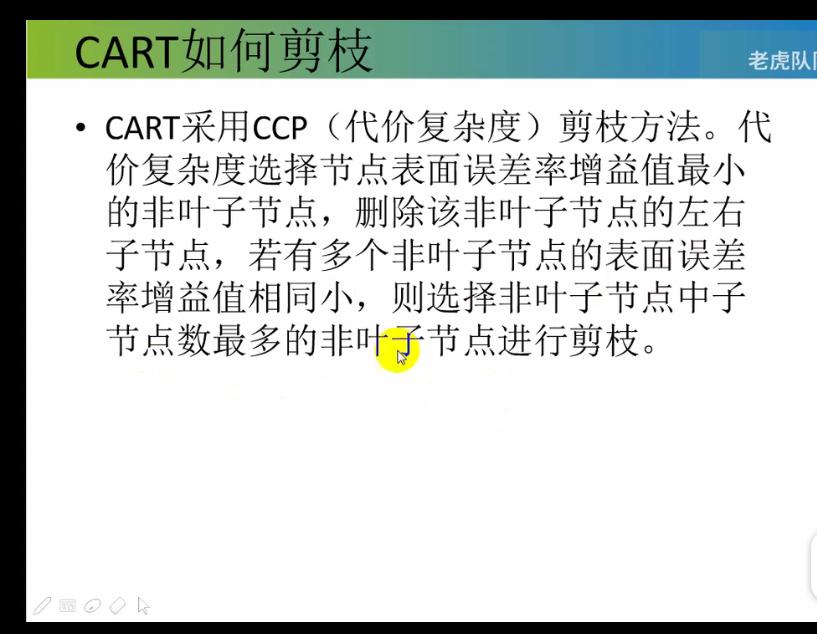 CART如何剪枝
老虎队
• CART采用CCP（代价复杂度）剪枝方法。代
价复杂度选择节点表面误差率增益值最小
的非叶子节点，删除该非叶子节点的左右
子节点，若有多个非叶子节点的表面误差
率增益值相同小，则选择非叶子节点中子
节点数最多的非叶子节点进行剪枝。